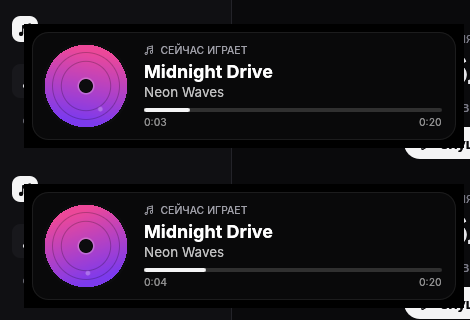 СЕЙЧАС ИГРАЕТ
Midnight Drive
Neon Waves
0:03 0:20
СЕЙЧАС ИГРАЕТ
Midnight Drive
Neon Waves
0:04 0:20